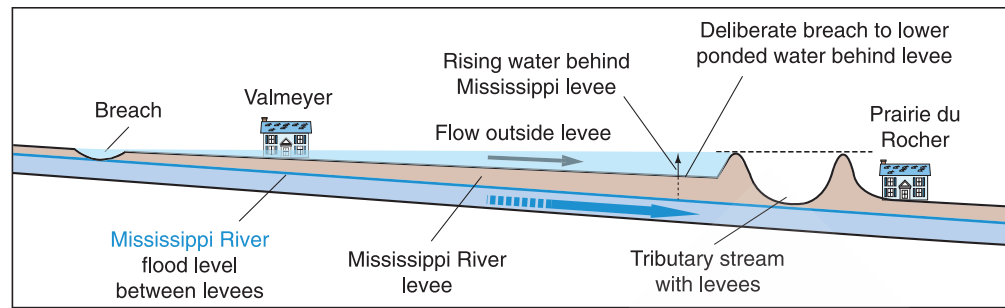 Deliberate breach to lower
ponded water behind levee
Rising water behind
Mississippi levee
Breach
Valmeyer
Flow outside levee
Prairie du
Rocher
Mississippi River
flood level
between levees
Mississippi River
levee
Tributary stream
with levees